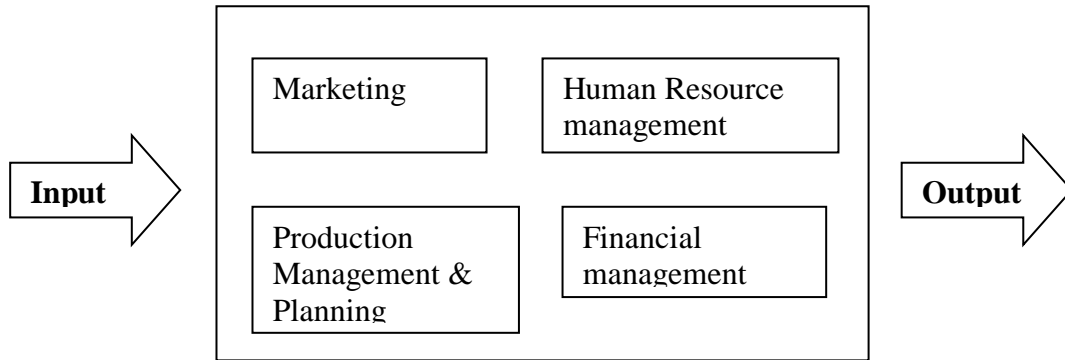 Marketing
Human Resource
management
Input
Output
Production
Management &
Planning
Financial
management